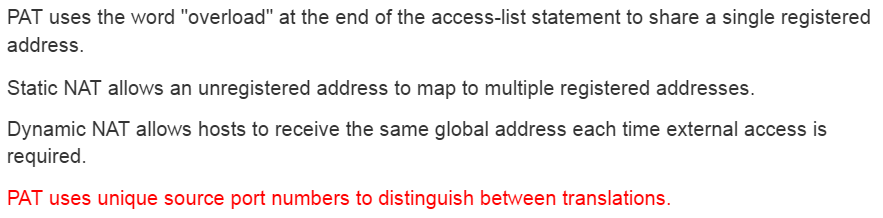 PAT uses the word "overload" at the end of the access-list statement to share a single registered
address.
Static NAT allows an unregistered address to map to multiple registered addresses.
Dynamic NAT allows hosts to receive the same global address each time external access is
required.
PAT uses unique source port numbers to distinguish between translations.